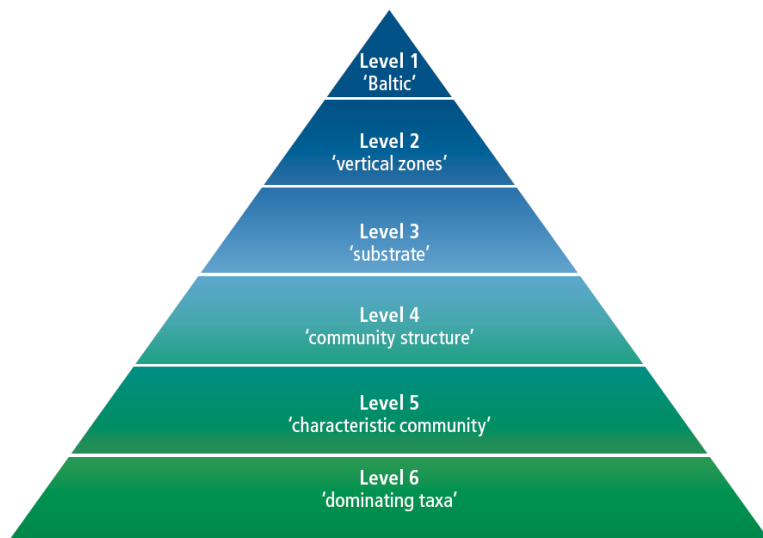 Level 1
‘Baltic’
Level 2
‘vertical zones’
Level 3
‘substrate’
Level 4
‘community structure’
Level 5
‘characteristic community’
Level 6
‘dominating taxa’